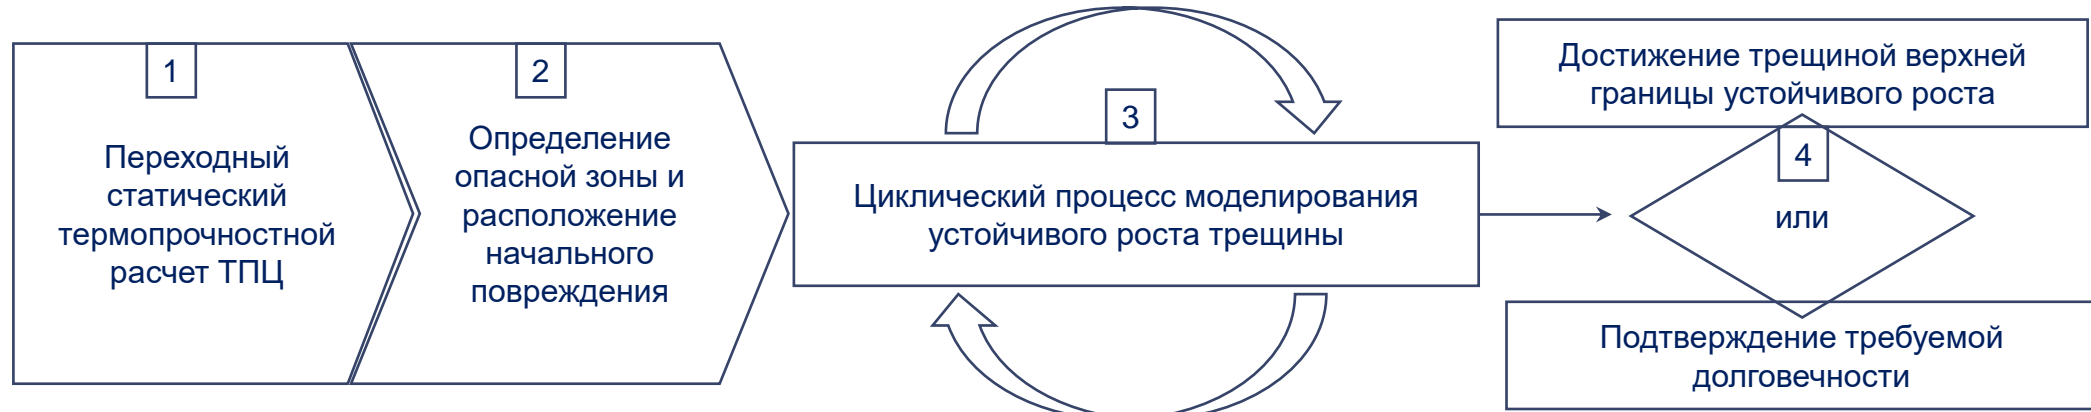 1
Переходный
статический
термопрочностной
расчет ТПЦ
2
Определение
опасной зоны и
расположение
начального
повреждения
3
Циклический процесс моделирования
устойчивого роста трещины
Достижение трещиной верхней
границы устойчивого роста
4
или
Подтверждение требуемой
долговечности